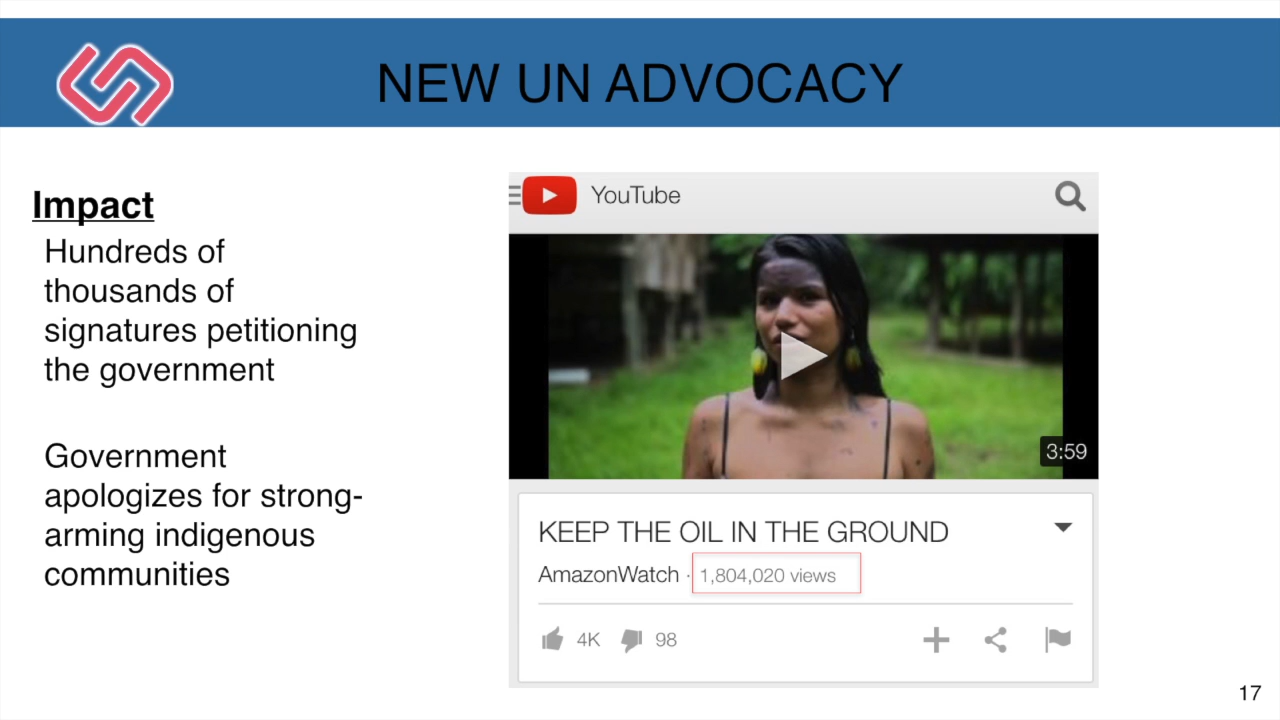 NEW UN ADVOCACY
Impact
Hundreds of
thousands of
signatures petitioning
the government
Government
apologizes for strong-
arming indigenous
communities
YouTube
3:59
KEEP THE OIL IN THE GROUND
AmazonWatch · 1,804,020 views
4K 98
17